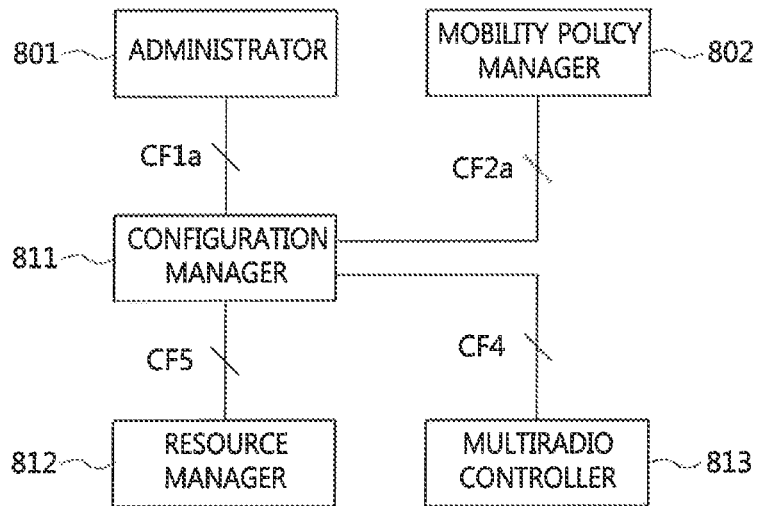 801
ADMINISTRATOR
MOBILITY POLICY
MANAGER
802
CF1a
CF2a
811
CONFIGURATION
MANAGER
CF5
CF4
812
RESOURCE
MANAGER
MULTIRADIO
CONTROLLER
813